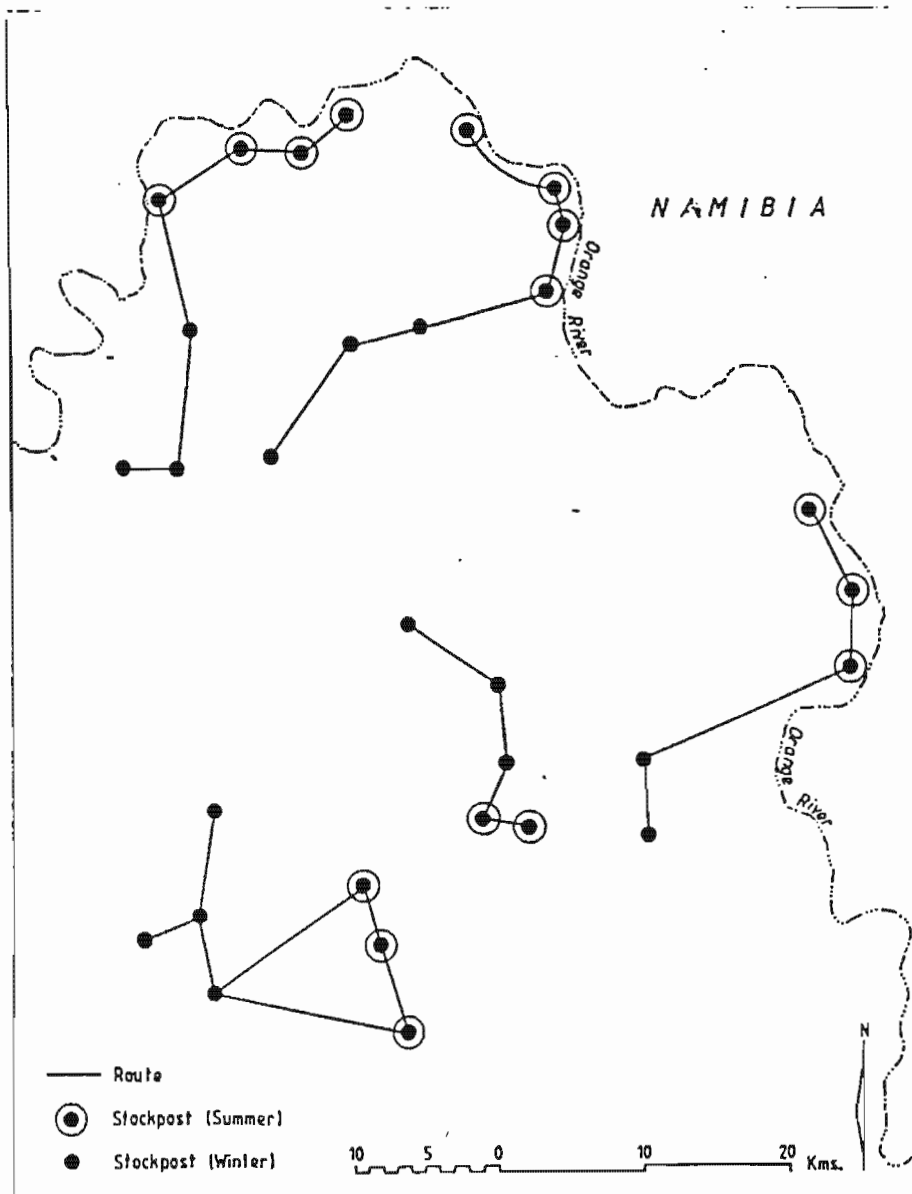 NAMIBIA
Orange River
Orange River
Route
Stockpost (Summer)
Stockpost (Winter)
N
10 5 0 10 20 Kms.